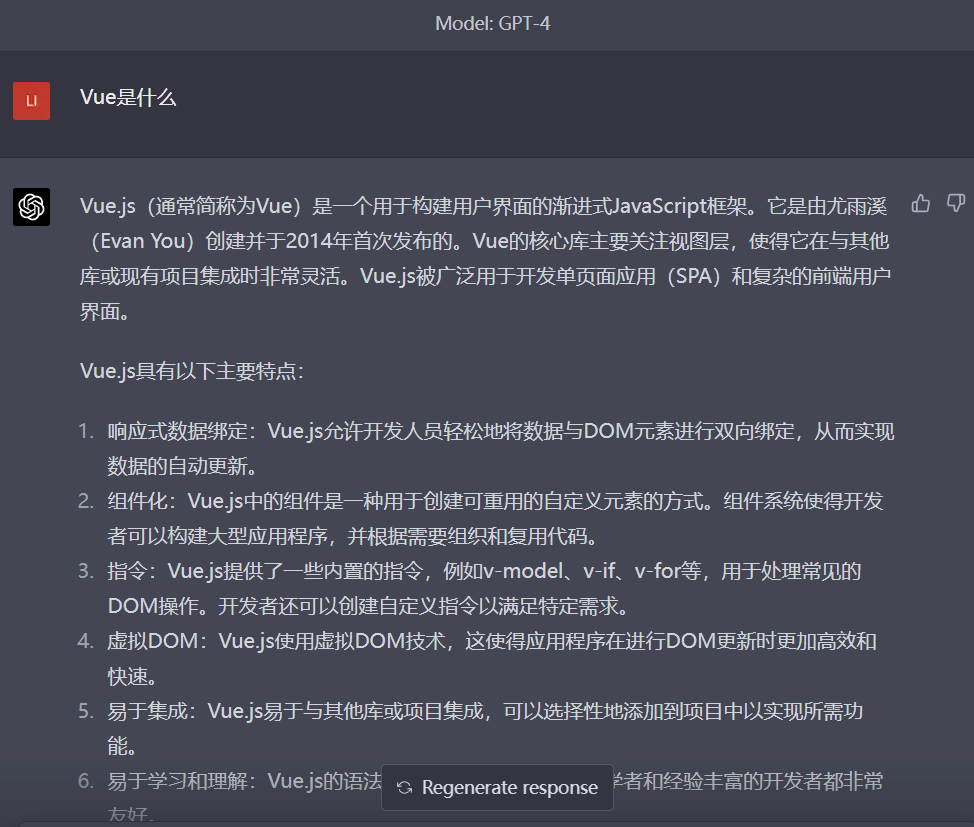 Model: GPT-4
LI
Vue是什么
Vue.js（通常简称为Vue）是一个用于构建用户界面的渐进式JavaScript框架。它是由尤雨溪
（Evan You）创建并于2014年首次发布的。Vue的核心库主要关注视图层，使得它在与其他
库或现有项目集成时非常灵活。Vue.js被广泛用于开发单页面应用（SPA）和复杂的前端用户
界面。
Vue.js具有以下主要特点：
1. 响应式数据绑定：Vue.js允许开发人员轻松地将数据与DOM元素进行双向绑定，从而实现
数据的自动更新。
2. 组件化：Vue.js中的组件是一种用于创建可重用的自定义元素的方式。组件系统使得开发
者可以构建大型应用程序，并根据需要组织和复用代码。
3. 指令：Vue.js提供了一些内置的指令，例如v-model、v-if、v-for等，用于处理常见的
DOM操作。开发者还可以创建自定义指令以满足特定需求。
4. 虚拟DOM：Vue.js使用虚拟DOM技术，这使得应用程序在进行DOM更新时更加高效和
快速。
5. 易于集成：Vue.js易于与其他库或项目集成，可以选择性地添加到项目中以实现所需功
能。
6. 易于学习和理解：Vue.js的语法
Regenerate response
学者和经验丰富的开发者都非常
友好。